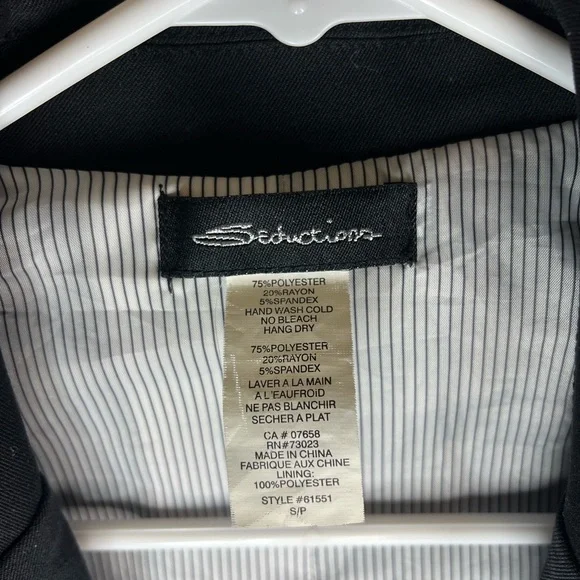 Seductions
75%POLYESTER
20%RAYON
5%SPANDEX
HAND WASH COLD
NO BLEACH
HANG DRY
75%POLYESTER
20%RAYON
5%SPANDEX
LAVER A LA MAIN
A L'EAUFROID
NE PAS BLANCHIR
SECHER A PLAT
CA # 07658
RN#73023
MADE IN CHINA
FABRIQUE AUX CHINE
LINING:
100%POLYESTER
STYLE #61551
S/P